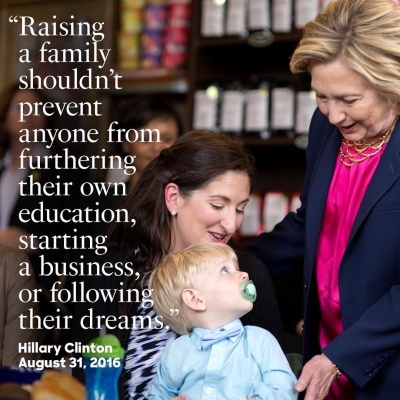 “Raising
a family
shouldn’t
prevent
anyone from
furthering
their own
education,
starting
a business,
or following
their dreams.”
Hillary Clinton
August 31, 2016